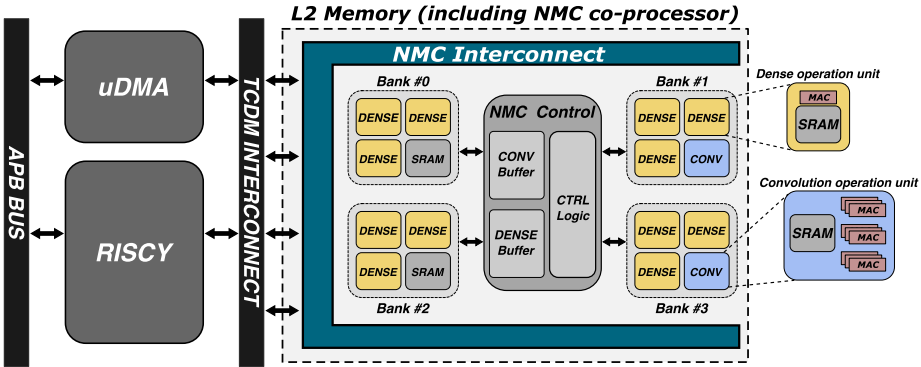 L2 Memory (including NMC co-processor)
APB BUS
uDMA
RISCY
TCDM INTERCONNECT
NMC Interconnect
Bank #0
DENSE DENSE
DENSE SRAM
NMC Control
CONV
Buffer
DENSE
Buffer
CTRL
Logic
Bank #1
DENSE DENSE
DENSE CONV
DENSE DENSE
DENSE SRAM
Bank #2
DENSE DENSE
DENSE CONV
Bank #3
Dense operation unit
MAC
SRAM
Convolution operation unit
SRAM
MAC
MAC
MAC